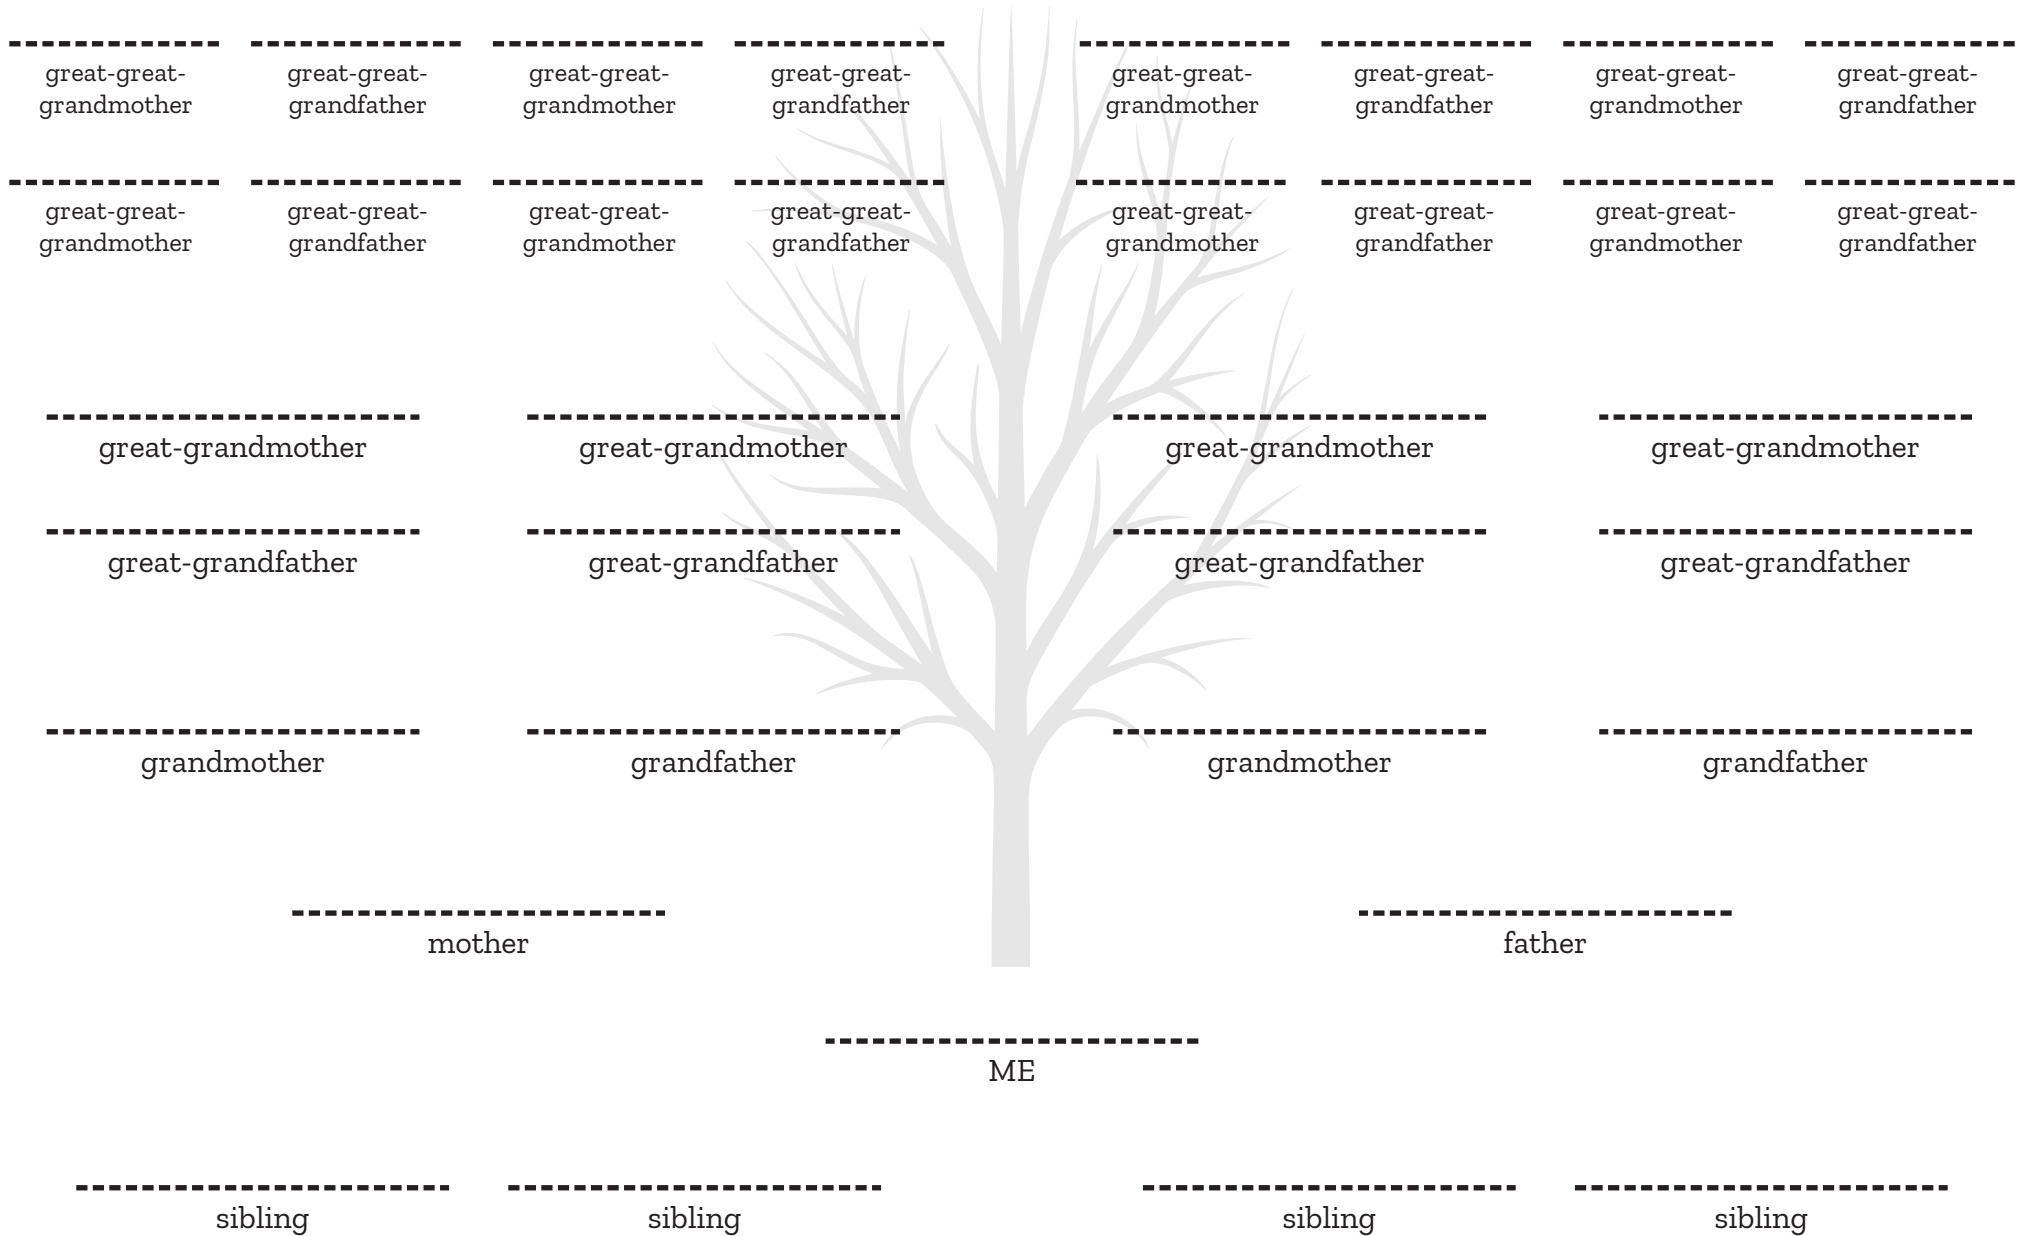 great-great- great-great- great-great- great-great- great-great- great-great- great-great- great-great-
grandmother grandfather grandmother grandfather grandmother grandfather grandmother grandfather
great-great- great-great- great-great- great-great- great-great- great-great- great-great- great-great-
grandmother grandfather grandmother grandfather grandmother grandfather grandmother grandfather
great-grandmother great-grandmother great-grandmother great-grandmother
great-grandfather great-grandfather great-grandfather great-grandfather
grandmother grandfather grandmother grandfather
mother father
ME
sibling sibling sibling sibling